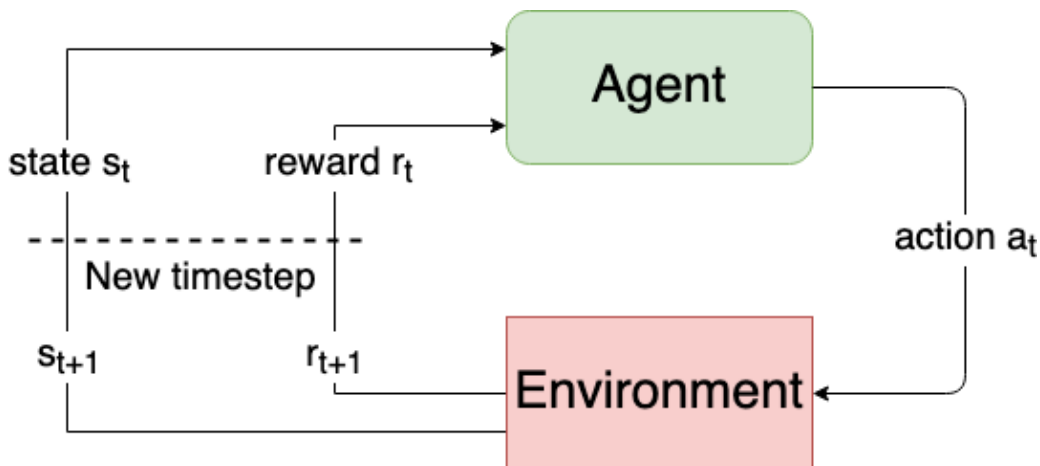 Agent
state sₜ
reward rₜ
action aₜ
New timestep
sₜ₊₁
rₜ₊₁
Environment